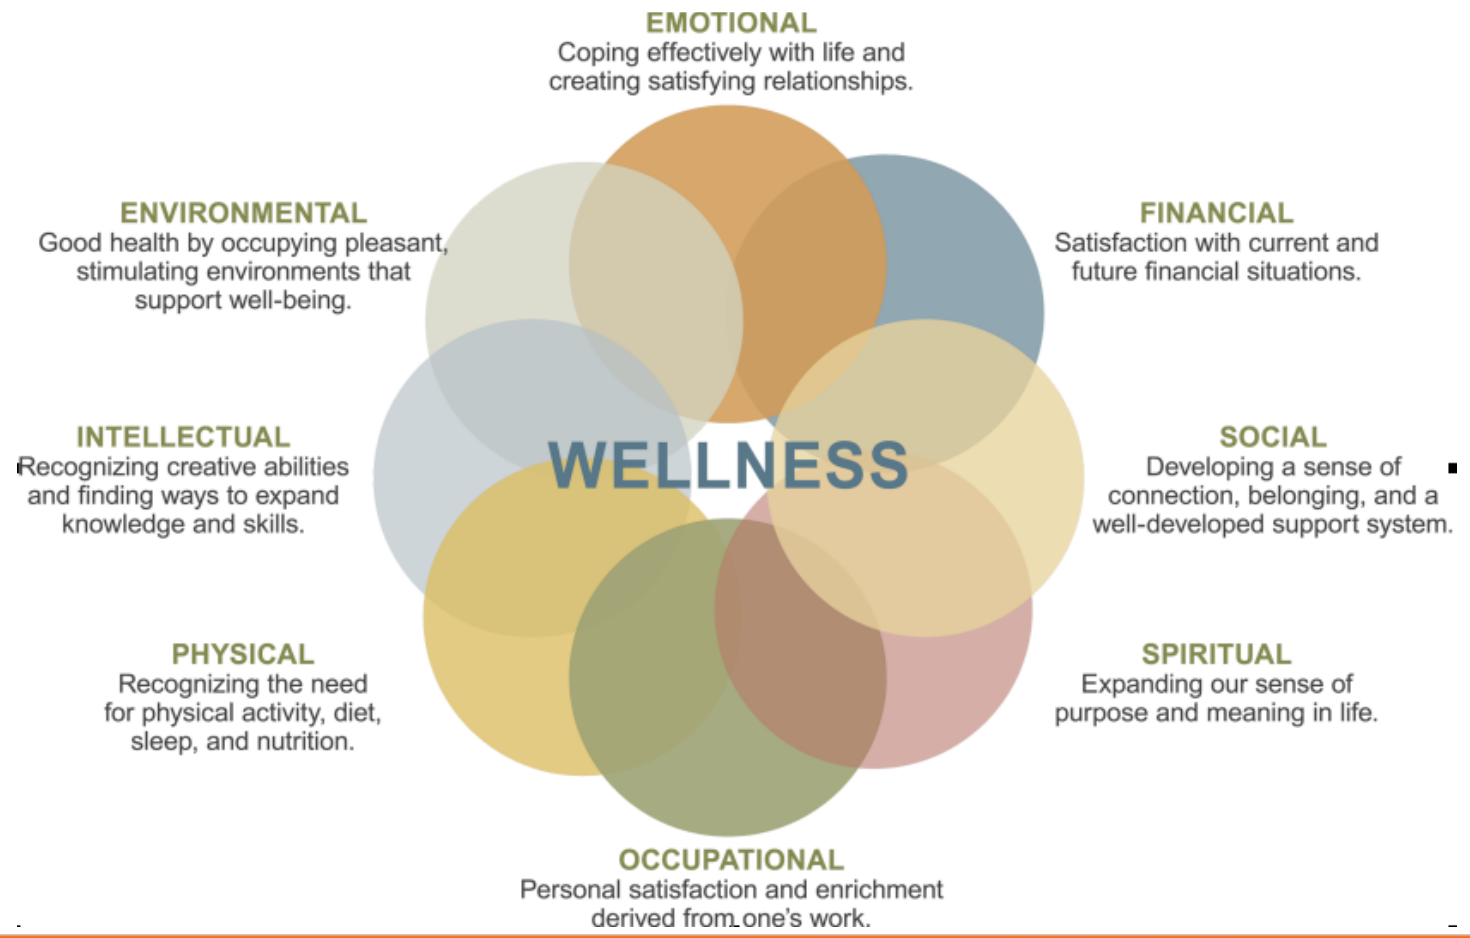 EMOTIONAL
Coping effectively with life and
creating satisfying relationships.
FINANCIAL
Satisfaction with current and
future financial situations.
SOCIAL
Developing a sense of
connection, belonging, and a
well-developed support system.
SPIRITUAL
Expanding our sense of
purpose and meaning in life.
OCCUPATIONAL
Personal satisfaction and enrichment
derived from one’s work.
PHYSICAL
Recognizing the need
for physical activity, diet,
sleep, and nutrition.
INTELLECTUAL
Recognizing creative abilities
and finding ways to expand
knowledge and skills.
ENVIRONMENTAL
Good health by occupying pleasant,
stimulating environments that
support well-being.
WELLNESS